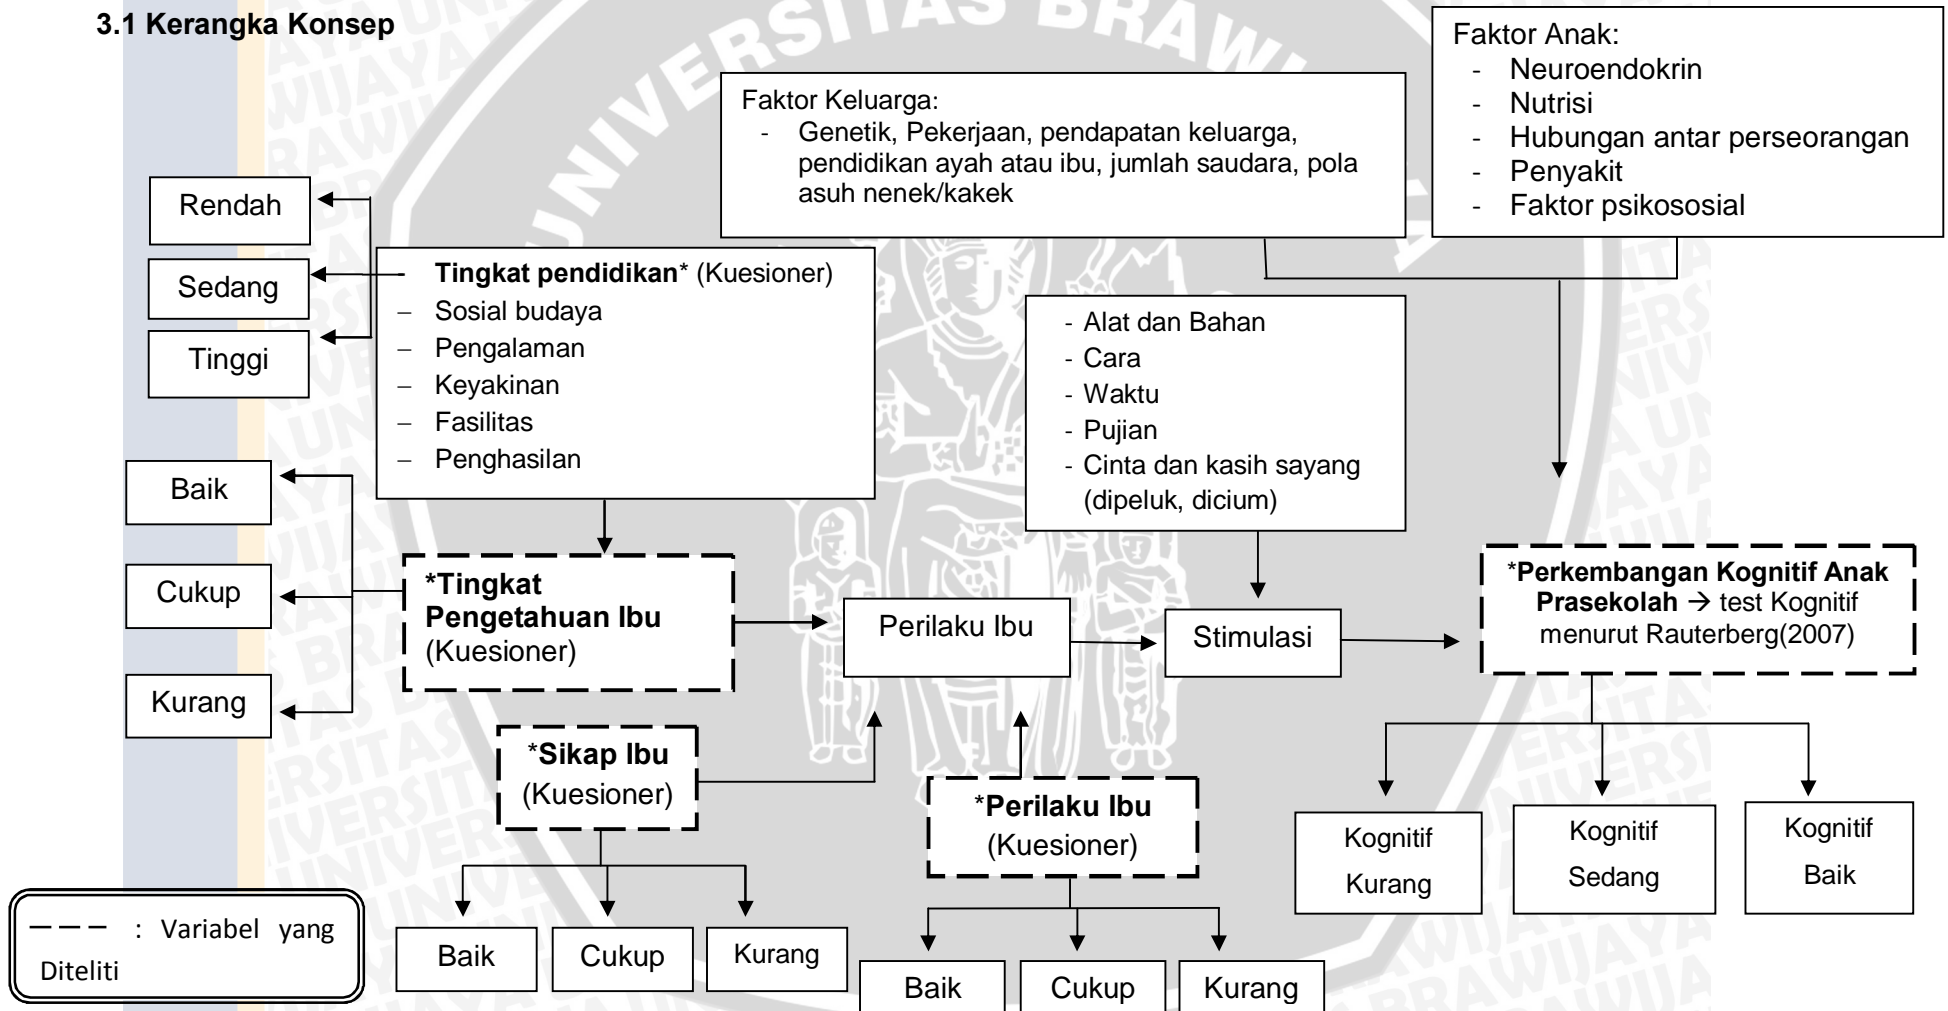 3.1 Kerangka Konsep
UNIVERSITAS BRAWIJAYA
Faktor Anak:
- Neuroendokrin
- Nutrisi
- Hubungan antar perseorangan
- Penyakit
- Faktor psikososial
Faktor Keluarga:
- Genetik, Pekerjaan, pendapatan keluarga,
pendidikan ayah atau ibu, jumlah saudara, pola
asuh nenek/kakek
Rendah
Sedang
Tinggi
– Tingkat pendidikan* (Kuesioner)
– Sosial budaya
– Pengalaman
– Keyakinan
– Fasilitas
– Penghasilan
- Alat dan Bahan
- Cara
- Waktu
- Pujian
- Cinta dan kasih sayang
(dipeluk, dicium)
Baik
Cukup
Kurang
*Tingkat
Pengetahuan Ibu
(Kuesioner)
Perilaku Ibu
Stimulasi
*Perkembangan Kognitif Anak
Prasekolah → test Kognitif
menurut Rauterberg(2007)
*Sikap Ibu
(Kuesioner)
*Perilaku Ibu
(Kuesioner)
Kognitif
Kurang
Kognitif
Sedang
Kognitif
Baik
Baik
Cukup
Kurang
Baik
Cukup
Kurang
– – – : Variabel yang
Diteliti